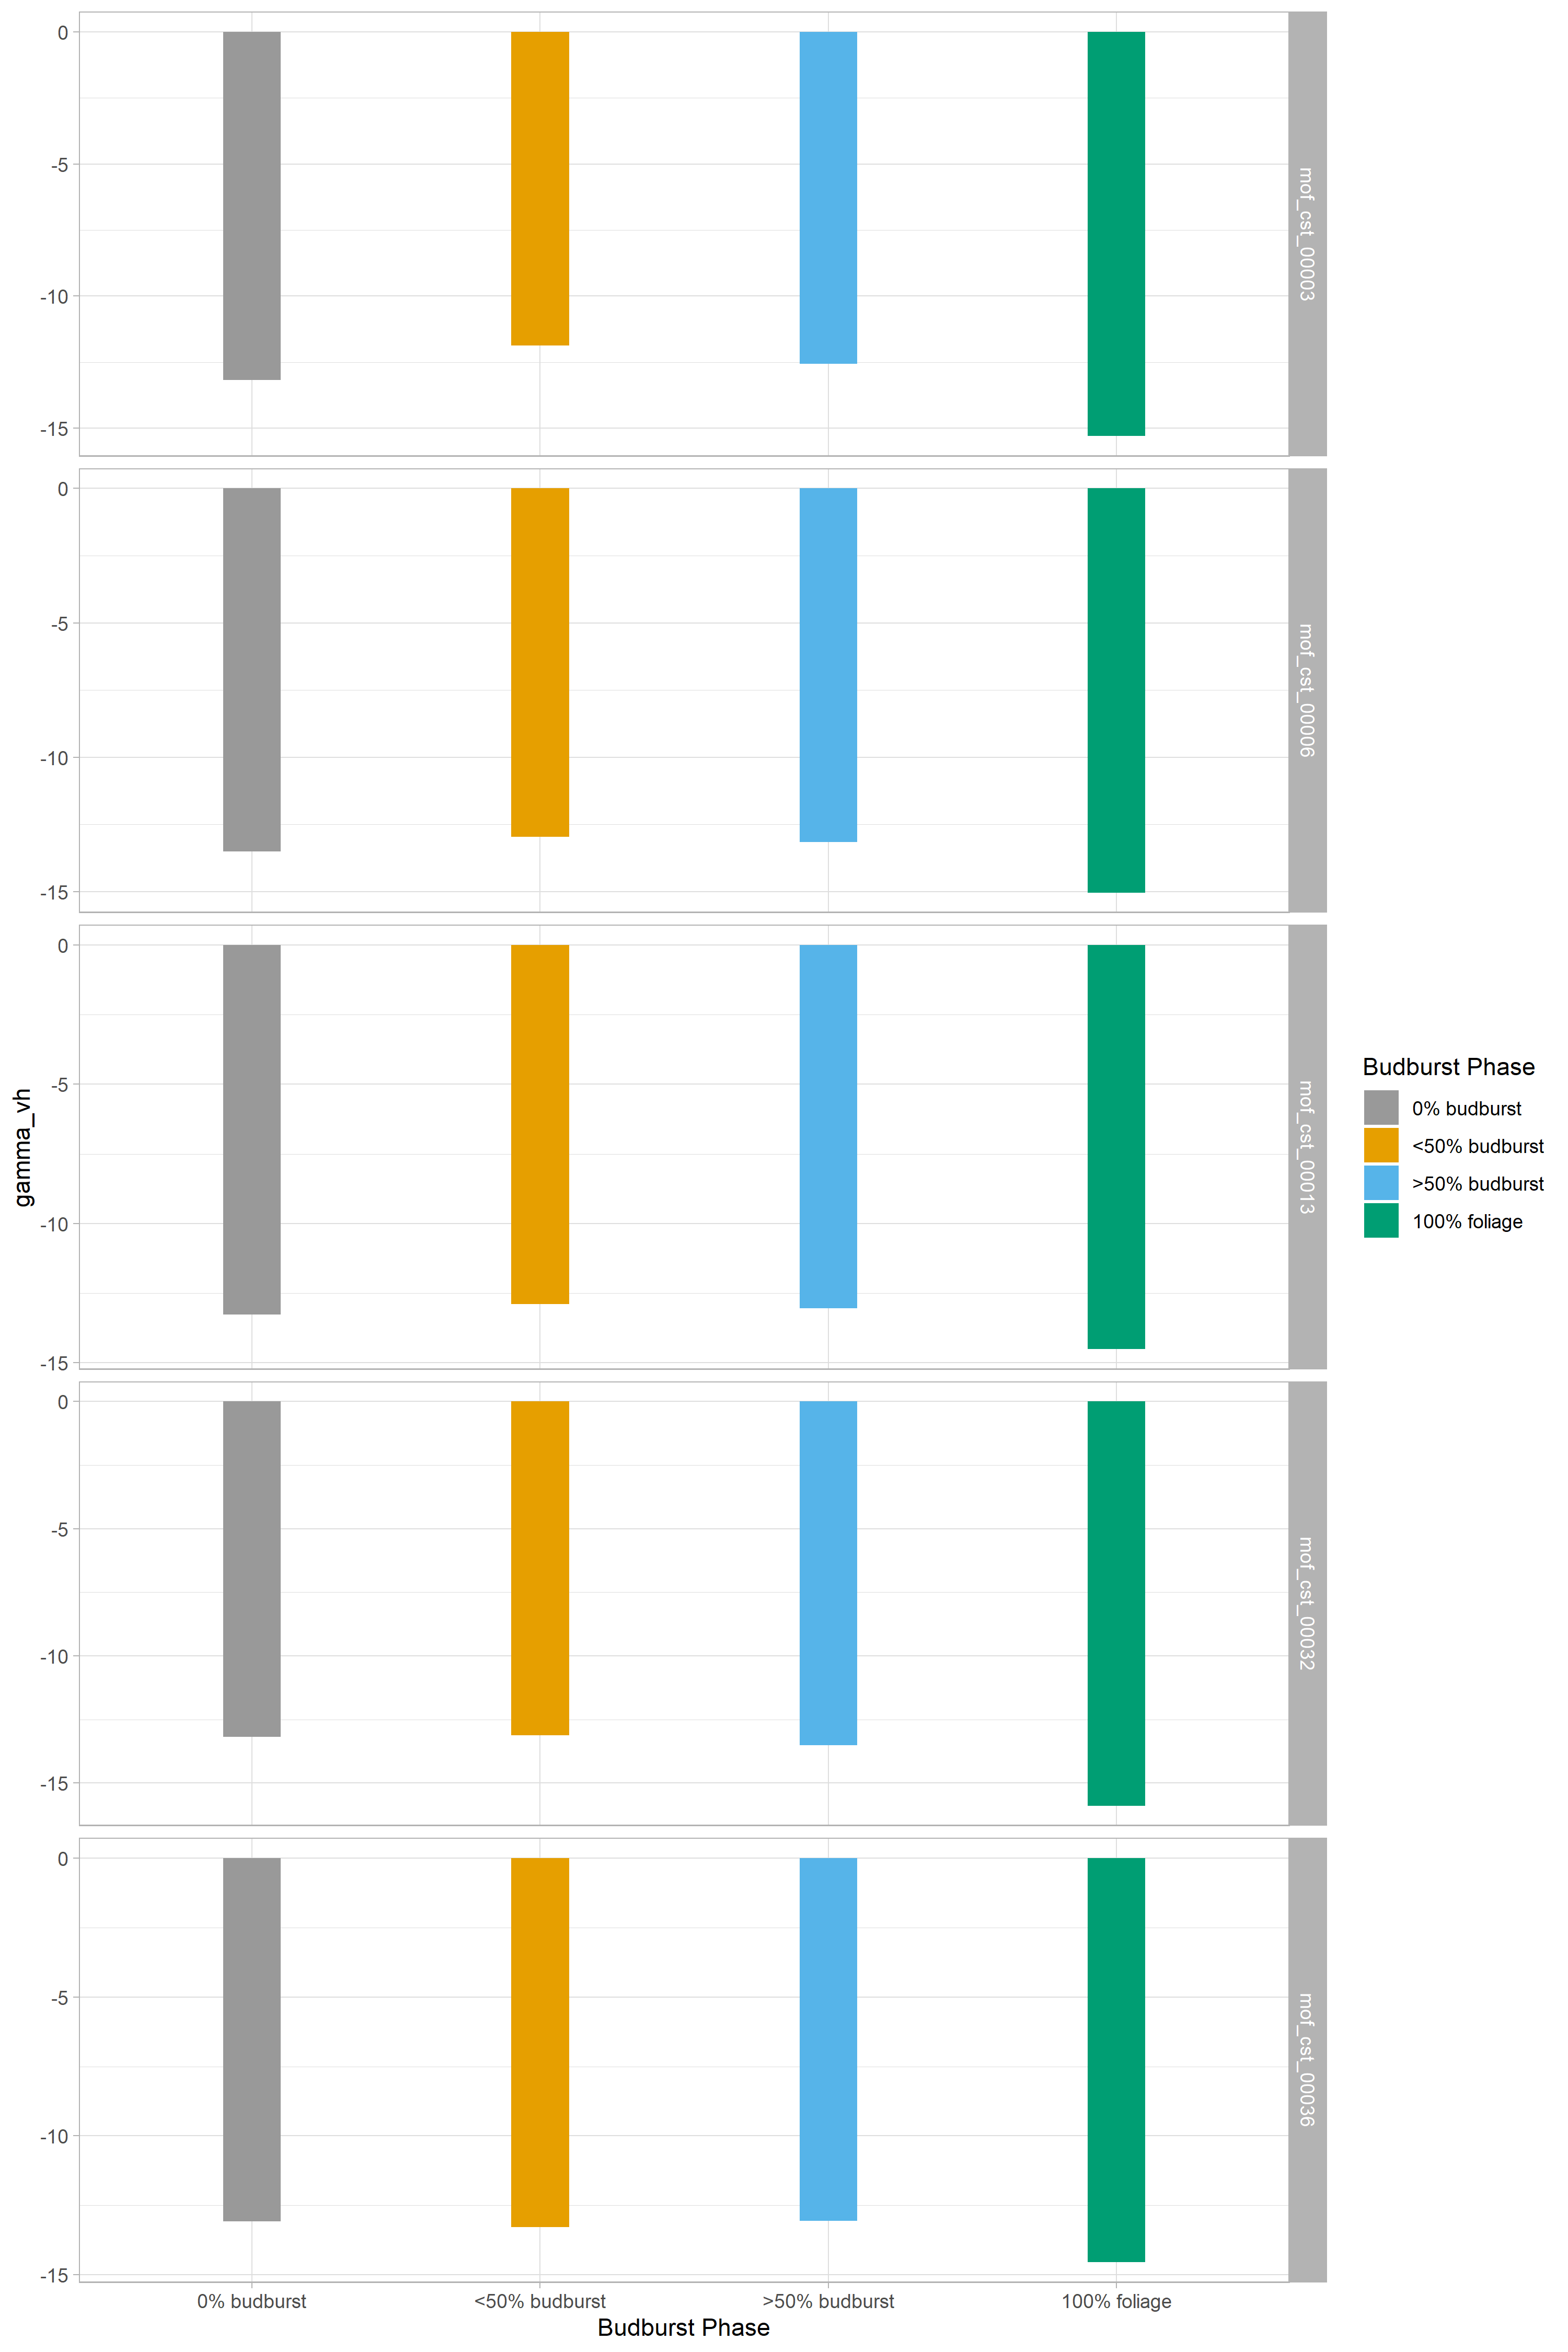 0
-5
-10
-15
mof_cst_00003
0
-5
-10
-15
mof_cst_00006
0
-5
-10
-15
mof_cst_00013
0
-5
-10
-15
mof_cst_00032
0
-5
-10
-15
mof_cst_00036
gamma_vh
0% budburst
<50% budburst
>50% budburst
100% foliage
Budburst Phase
Budburst Phase
0% budburst
<50% budburst
>50% budburst
100% foliage